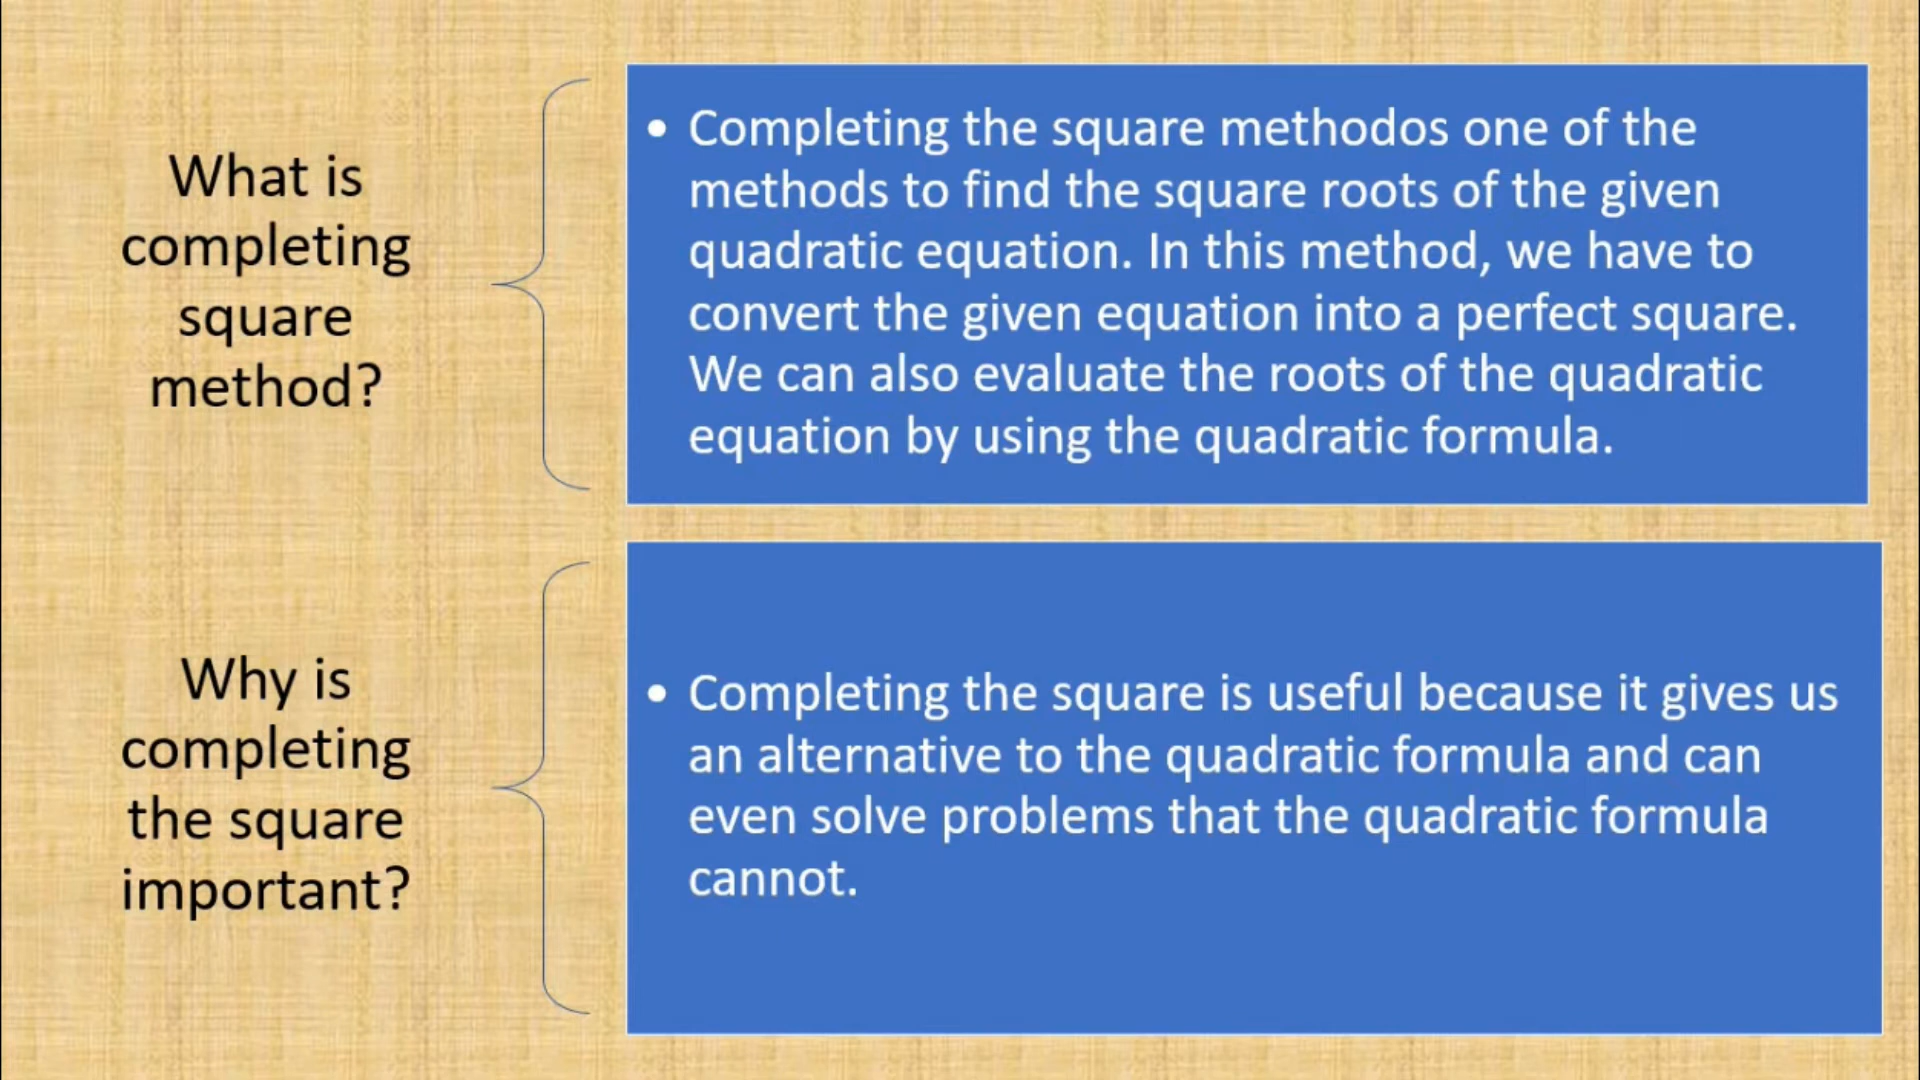 What is
completing
square
method?
• Completing the square methodos one of the
methods to find the square roots of the given
quadratic equation. In this method, we have to
convert the given equation into a perfect square.
We can also evaluate the roots of the quadratic
equation by using the quadratic formula.
Why is
completing
the square
important?
• Completing the square is useful because it gives us
an alternative to the quadratic formula and can
even solve problems that the quadratic formula
cannot.